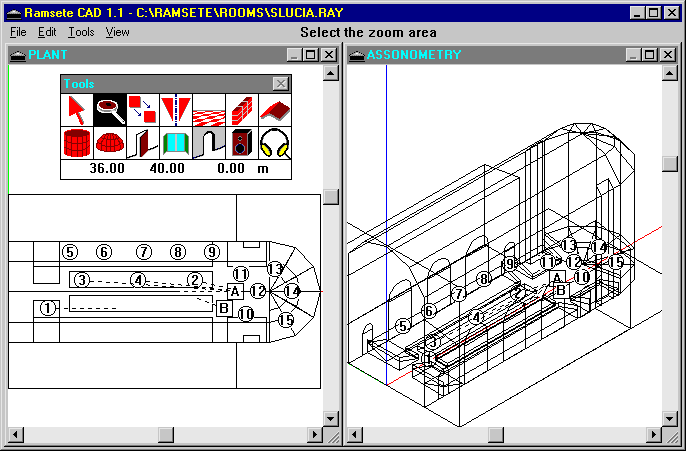 Ramsete CAD 1.1 - C:\RAMSETE\ROOMS\SLUCIA.RAY
File Edit Tools View Select the zoom area
PLANT
Tools
36.00 40.00 0.00 m
5 6 7 8 9
11 13
3 4 2
A 12 14
1 B 10
15
ASSONOMETRY
13 14
9 11 12 15
8 A 10
7 2 B
6
5 4
3
1